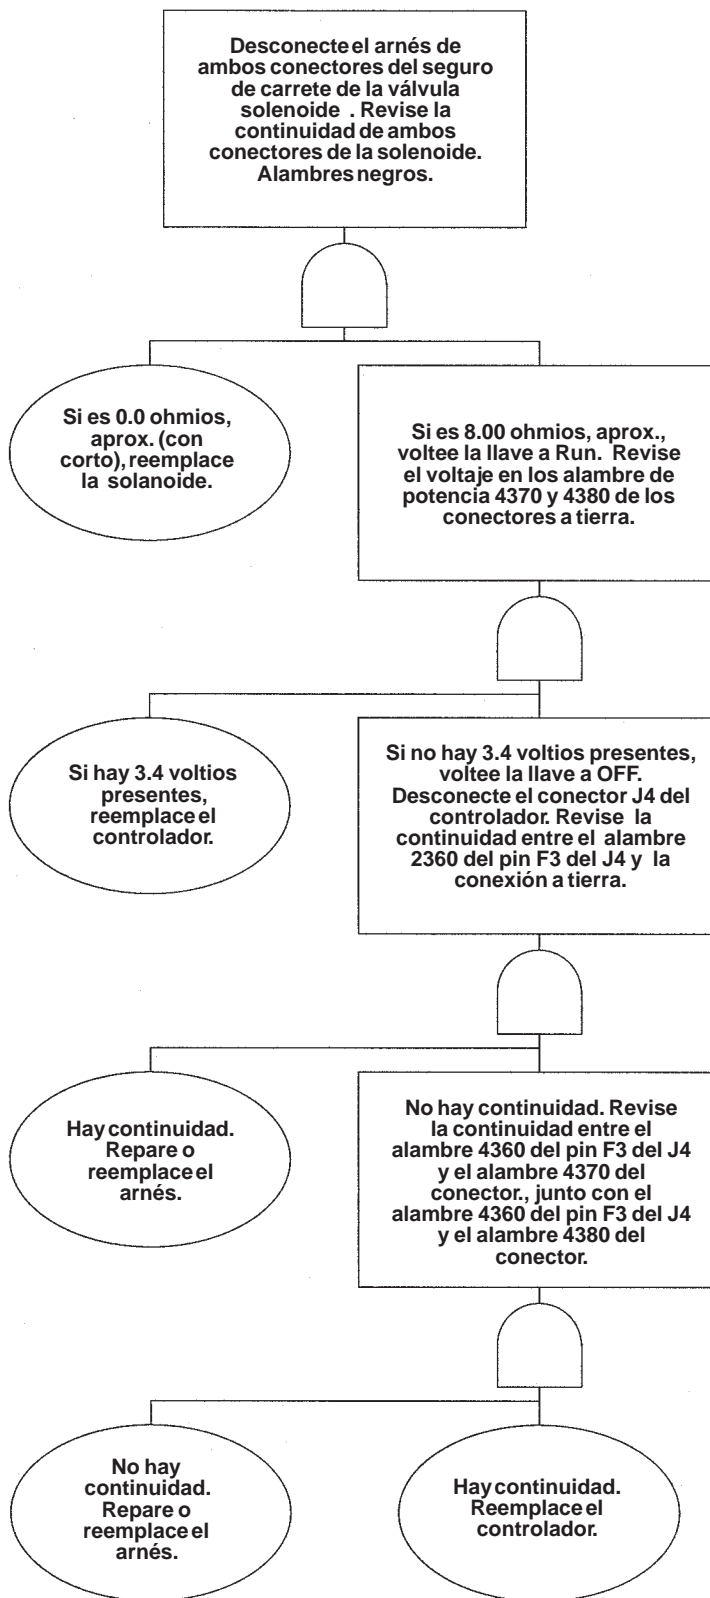 Desconecte el arnés de
ambos conectores del seguro
de carrete de la válvula
solenoide . Revise la
continuidad de ambos
conectores de la solenoide.
Alambres negros.
Si es 0.0 ohmios,
aprox. (con
corto), reemplace
la solanoide.
Si es 8.00 ohmios, aprox.,
voltee la llave a Run. Revise
el voltaje en los alambre de
potencia 4370 y 4380 de los
conectores a tierra.
Si hay 3.4 voltios
presentes,
reemplace el
controlador.
Si no hay 3.4 voltios presentes,
voltee la llave a OFF.
Desconecte el conector J4 del
controlador. Revise la
continuidad entre el alambre
2360 del pin F3 del J4 y la
conexión a tierra.
Hay continuidad.
Repare o
reemplace el
arnés.
No hay continuidad. Revise
la continuidad entre el
alambre 4360 del pin F3 del J4
y el alambre 4370 del
conector., junto con el
alambre 4360 del pin F3 del J4
y el alambre 4380 del
conector.
No hay
continuidad.
Repare o
reemplace el
arnés.
Hay continuidad.
Reemplace el
controlador.